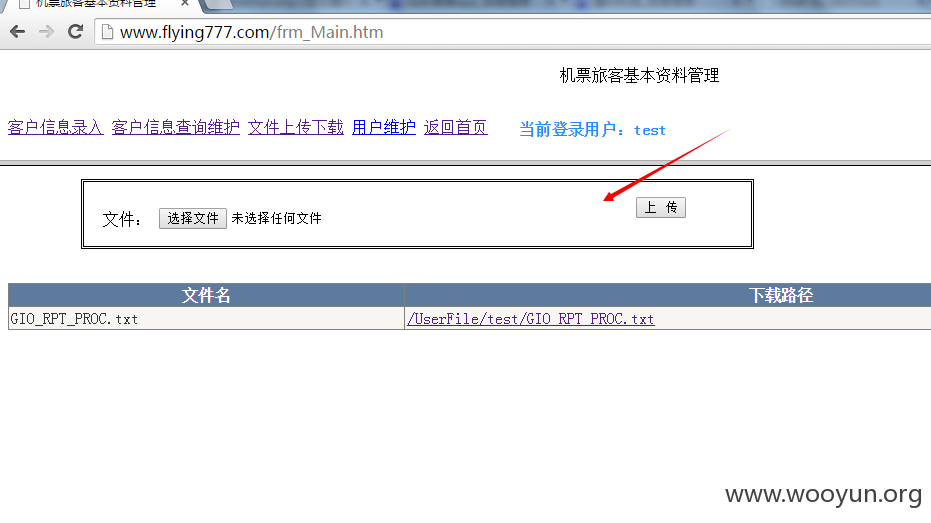 机票旅客基本资料管理
www.flying777.com/frm_Main.htm
机票旅客基本资料管理
客户信息录入 客户信息查询维护 文件上传下载 用户维护 返回首页 当前登录用户：test
文件： 选择文件 未选择任何文件 上 传
文件名 下载路径
GIO_RPT_PROC.txt /UserFile/test/GIO_RPT_PROC.txt
www.wooyun.org